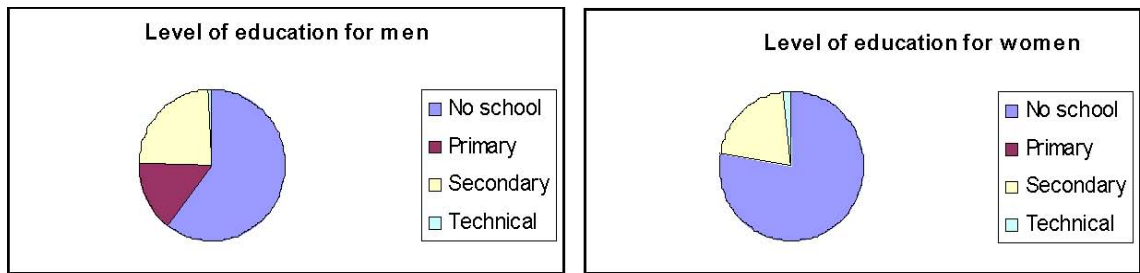 Level of education for men
No school
Primary
Secondary
Technical
Level of education for women
No school
Primary
Secondary
Technical